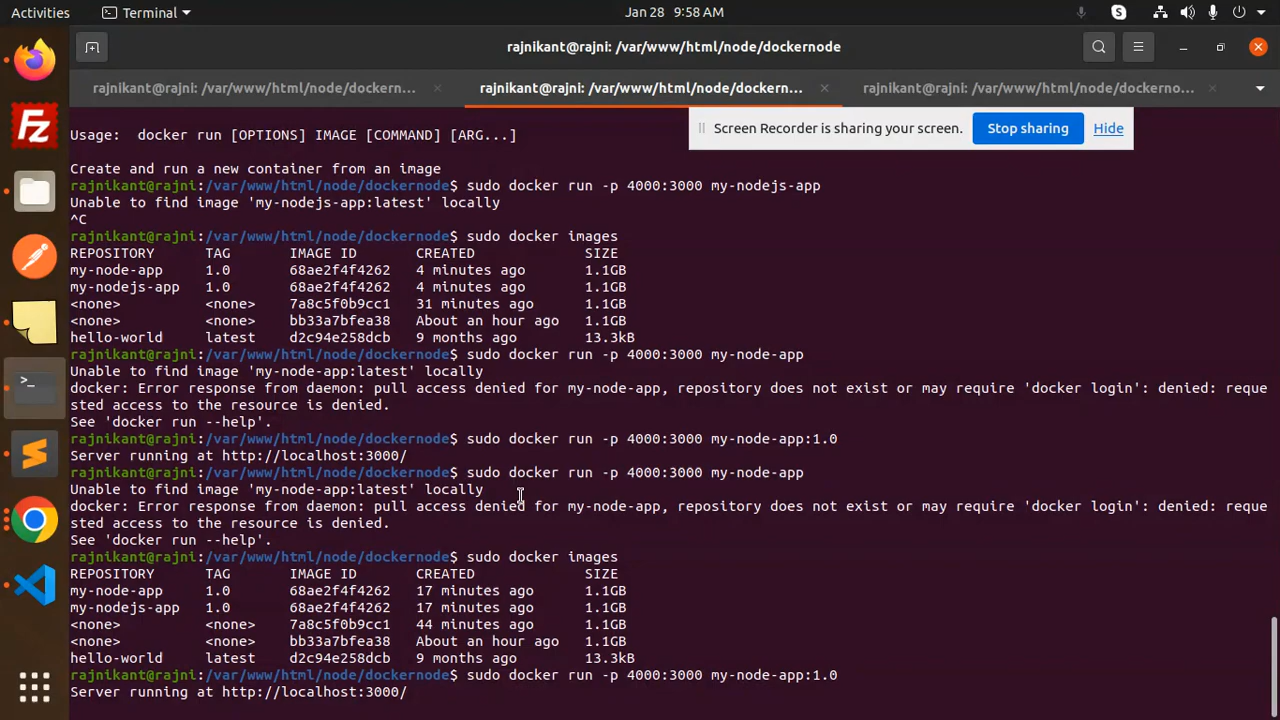 Activities
Terminal
Jan 28 9:58 AM
rajnikant@rajni: /var/www/html/node/dockernode
rajnikant@rajni: /var/www/html/node/dockern...
rajnikant@rajni: /var/www/html/node/dockern...
rajnikant@rajni: /var/www/html/node/dockerno...
Screen Recorder is sharing your screen.
Stop sharing
Hide
Usage:  docker run [OPTIONS] IMAGE [COMMAND] [ARG...]
Create and run a new container from an image
rajnikant@rajni:/var/www/html/node/dockernode$ sudo docker run -p 4000:3000 my-nodejs-app
Unable to find image 'my-nodejs-app:latest' locally
^C
rajnikant@rajni:/var/www/html/node/dockernode$ sudo docker images
REPOSITORY TAG IMAGE ID CREATED SIZE
my-node-app 1.0 68ae2f4f4262 4 minutes ago 1.1GB
my-nodejs-app 1.0 68ae2f4f4262 4 minutes ago 1.1GB
<none> <none> 7a8c5f0b9cc1 31 minutes ago 1.1GB
<none> <none> bb33a7bfea38 About an hour ago 1.1GB
hello-world latest d2c94e258dcb 9 months ago 13.3kB
rajnikant@rajni:/var/www/html/node/dockernode$ sudo docker run -p 4000:3000 my-node-app
Unable to find image 'my-node-app:latest' locally
docker: Error response from daemon: pull access denied for my-node-app, repository does not exist or may require 'docker login': denied: reque
sted access to the resource is denied.
See 'docker run --help'.
rajnikant@rajni:/var/www/html/node/dockernode$ sudo docker run -p 4000:3000 my-node-app:1.0
Server running at http://localhost:3000/
rajnikant@rajni:/var/www/html/node/dockernode$ sudo docker run -p 4000:3000 my-node-app
Unable to find image 'my-node-app:latest' locally
docker: Error response from daemon: pull access denied for my-node-app, repository does not exist or may require 'docker login': denied: reque
sted access to the resource is denied.
See 'docker run --help'.
rajnikant@rajni:/var/www/html/node/dockernode$ sudo docker images
REPOSITORY TAG IMAGE ID CREATED SIZE
my-node-app 1.0 68ae2f4f4262 17 minutes ago 1.1GB
my-nodejs-app 1.0 68ae2f4f4262 17 minutes ago 1.1GB
<none> <none> 7a8c5f0b9cc1 44 minutes ago 1.1GB
<none> <none> bb33a7bfea38 About an hour ago 1.1GB
hello-world latest d2c94e258dcb 9 months ago 13.3kB
rajnikant@rajni:/var/www/html/node/dockernode$ sudo docker run -p 4000:3000 my-node-app:1.0
Server running at http://localhost:3000/